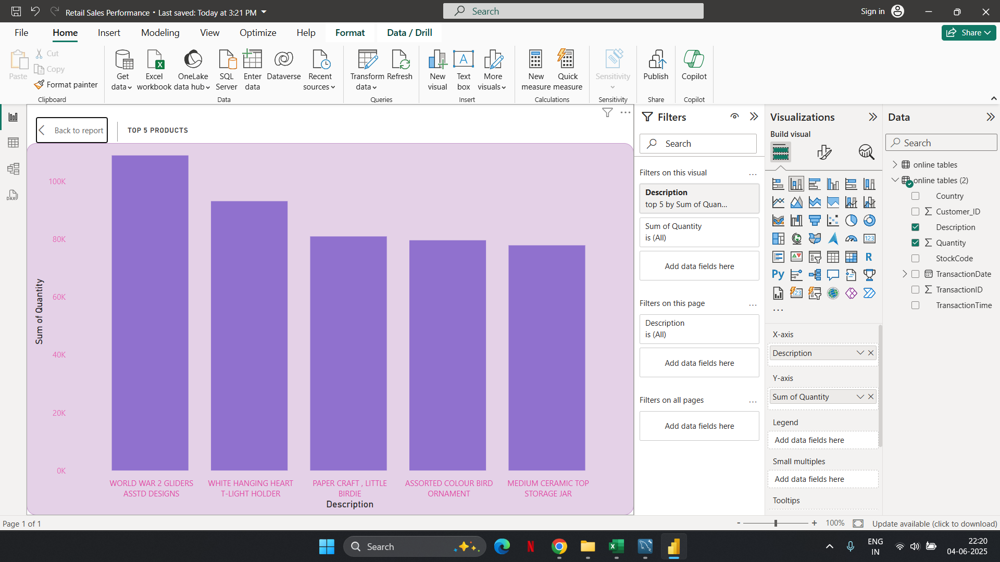 Retail Sales Performance • Last saved: Today at 3:21 PM
Search
Sign in
File
Home
Insert
Modeling
View
Optimize
Help
Format
Data / Drill
Share
Paste
Cut
Copy
Format painter
Clipboard
Get data
Excel workbook
OneLake data hub
SQL Server
Enter data
Dataverse
Recent sources
Data
Transform data
Refresh
Queries
New visual
Text box
More visuals
Insert
New measure
Quick measure
Calculations
Sensitivity
Sensitivity
Publish
Share
Copilot
Copilot
Back to report
TOP 5 PRODUCTS
100K
80K
60K
40K
20K
0K
Sum of Quantity
WORLD WAR 2 GLIDERS
ASSTD DESIGNS
WHITE HANGING HEART
T-LIGHT HOLDER
PAPER CRAFT , LITTLE
BIRDIE
ASSORTED COLOUR BIRD
ORNAMENT
MEDIUM CERAMIC TOP
STORAGE JAR
Description
Filters
Search
Filters on this visual
Description
top 5 by Sum of Quan...
Sum of Quantity
is (All)
Add data fields here
Filters on this page
Description
is (All)
Add data fields here
Filters on all pages
Add data fields here
Visualizations
Build visual
123
R
Py
123
X-axis
Description
Y-axis
Sum of Quantity
Legend
Add data fields here
Small multiples
Add data fields here
Tooltips
Data
Search
online tables
online tables (2)
Country
Customer_ID
Description
Quantity
StockCode
TransactionDate
TransactionID
TransactionTime
DAX
Page 1 of 1
- + 100%
Update available (click to download)
Search
ENG
IN
22:20
04-06-2025